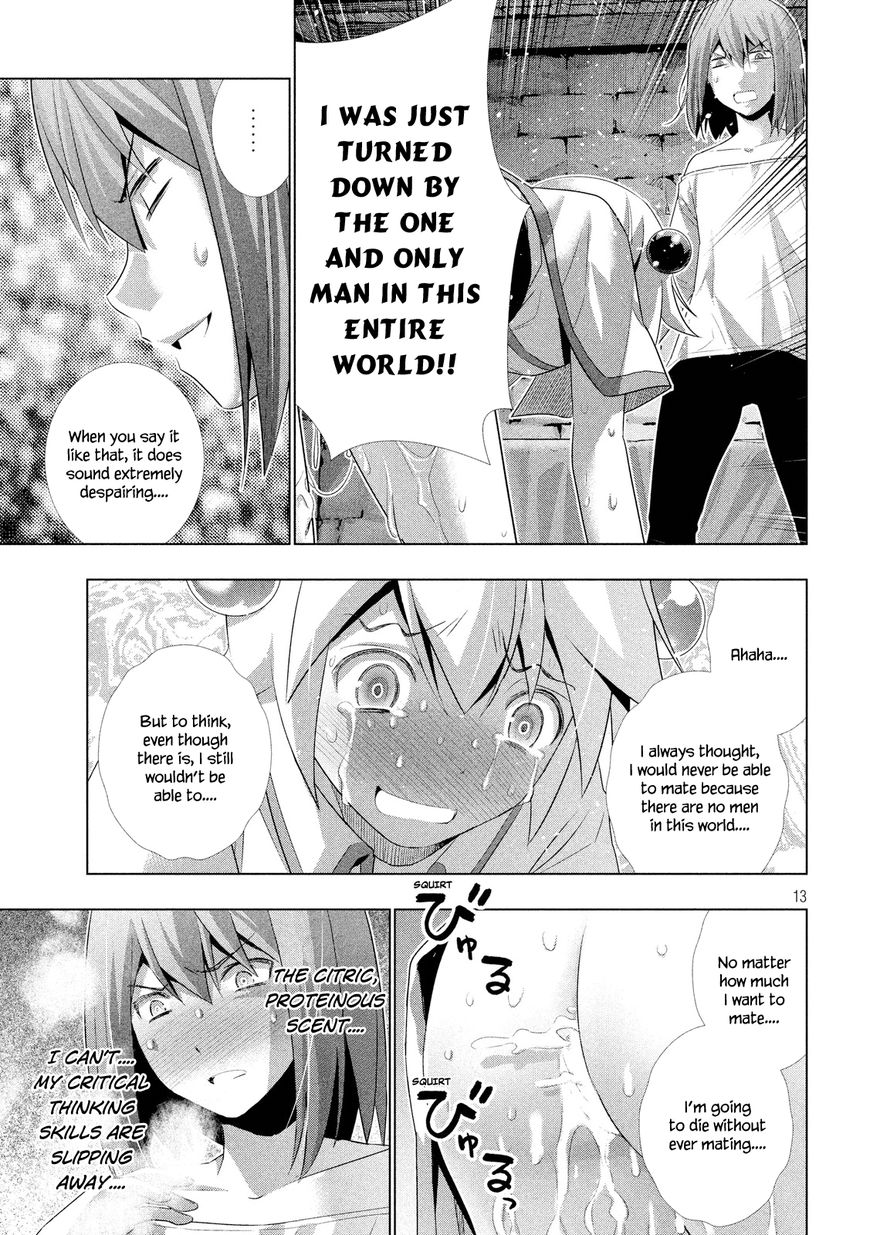 I WAS JUST
TURNED
DOWN BY
THE ONE
AND ONLY
MAN IN THIS
ENTIRE
WORLD!!
......
When you say it
like that, it does
sound extremely
despairing....
Ahaha....
I always thought,
I would never be able
to mate because
there are no men
in this world....
But to think,
even though
there is, I still
wouldn't be
able to....
13
No matter
how much
I want to
mate....
I'm going
to die without
ever mating....
SQUIRT
びゅる
SQUIRT
びゅるっ
THE CITRIC,
PROTEINOUS
SCENT....
I CAN'T....
MY CRITICAL
THINKING
SKILLS ARE
SLIPPING
AWAY....